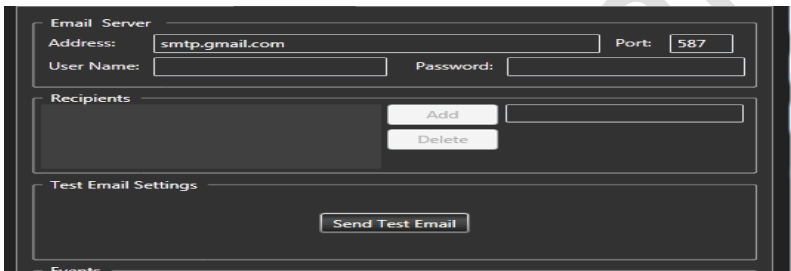 Email Server
Address: smtp.gmail.com Port: 587
User Name: Password:
Recipients
Add
Delete
Test Email Settings
Send Test Email
Events